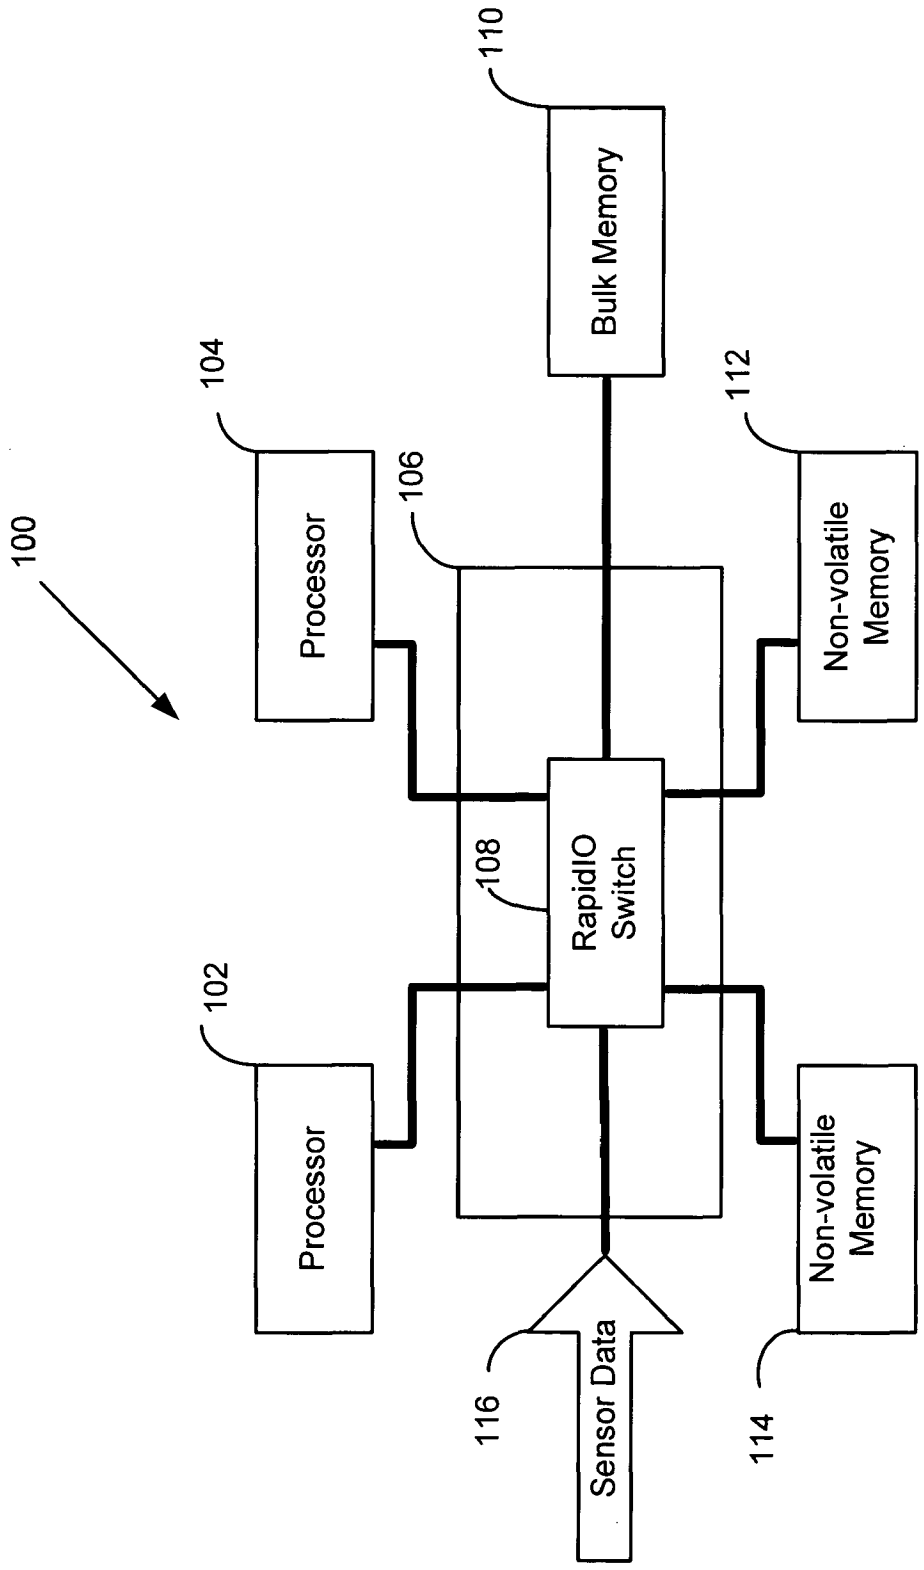 100
102
104
Processor
Processor
106
108
110
RapidIO
Switch
Bulk Memory
116
Sensor Data
114
112
Non-volatile
Memory
Non-volatile
Memory